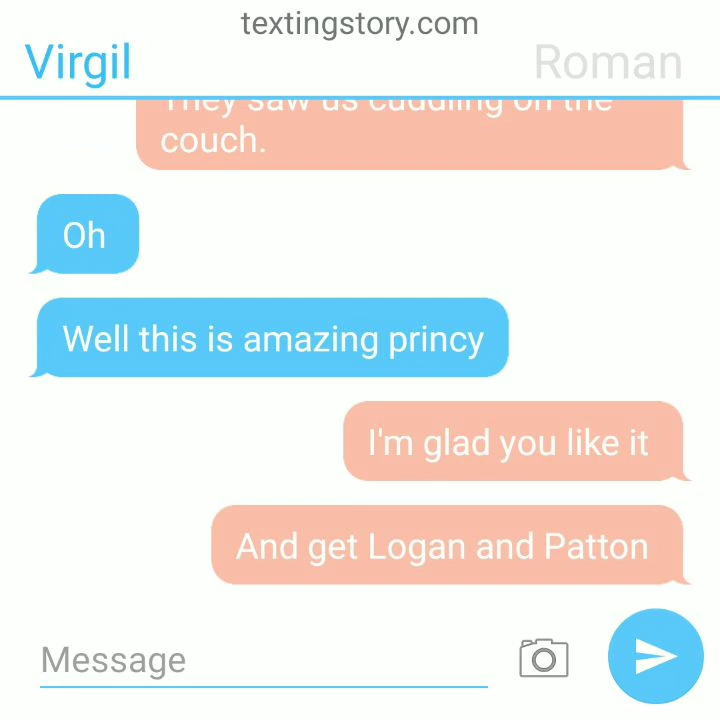 textingstory.com
Virgil
Roman
They saw us cuddling on the
couch.
Oh
Well this is amazing princy
I'm glad you like it
And get Logan and Patton
Message